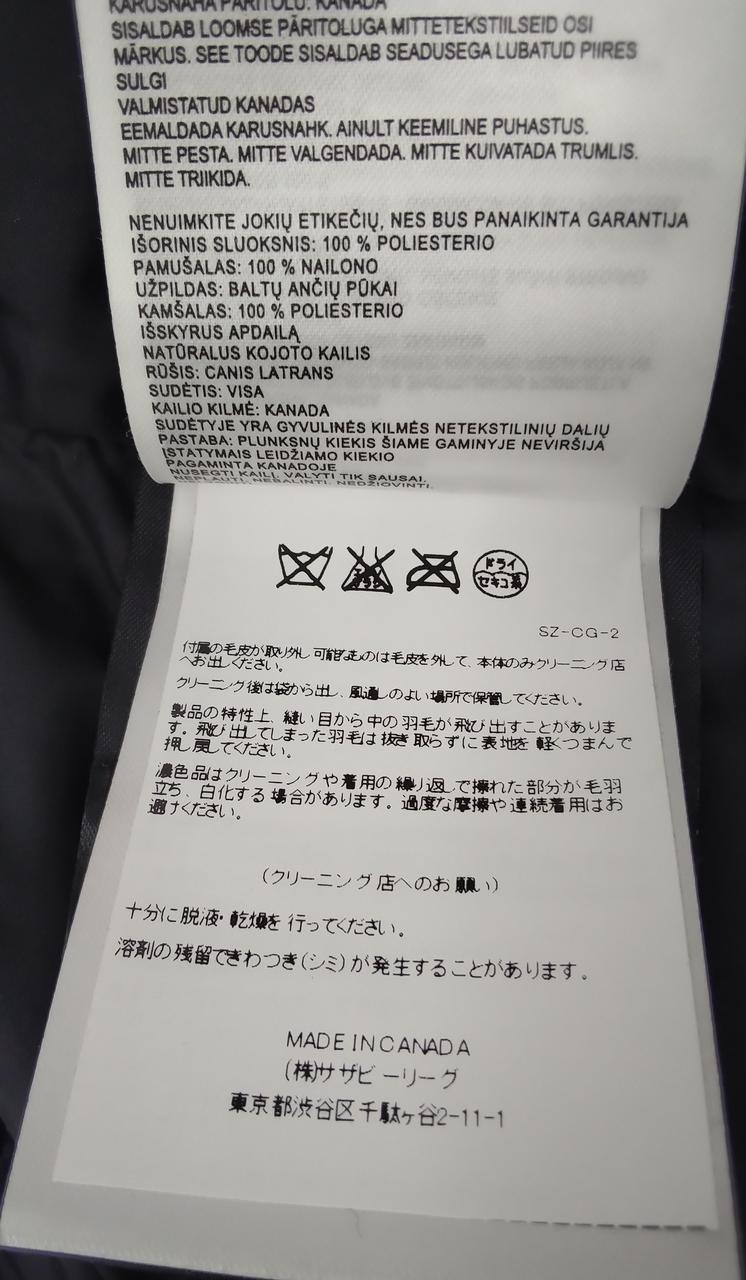 KARUSNAHA PÄRITOLU: KANADA
SISALDAB LOOMSE PÄRITOLUGA MITTETEKSTIILSEID OSI
MÄRKUS. SEE TOODE SISALDAB SEADUSEGA LUBATUD PIIRES
SULGI
VALMISTATUD KANADAS
EEMALDADA KARUSNAHK. AINULT KEEMILINE PUHASTUS.
MITTE PESTA. MITTE VALGENDADA. MITTE KUIVATADA TRUMLIS.
MITTE TRIIKIDA.
NENUIMKITE JOKIŲ ETIKEČIŲ, NES BUS PANAIKINTA GARANTIJA
IŠORINIS SLUOKSNIS: 100 % POLIESTERIO
PAMUŠALAS: 100 % NAILONO
UŽPILDAS: BALTŲ ANČIŲ PŪKAI
KAMŠALAS: 100 % POLIESTERIO
IŠSKYRUS APDAILĄ
NATŪRALUS KOJOTO KAILIS
RŪŠIS: CANIS LATRANS
SUDĖTIS: VISA
KAILIO KILMĖ: KANADA
SUDĖTYJE YRA GYVULINĖS KILMĖS NETEKSTILINIŲ DALIŲ
PASTABA: PLUNKSNŲ KIEKIS ŠIAME GAMINYJE NEVIRŠIJA
ĮSTATYMAIS LEIDŽIAMO KIEKIO
PAGAMINTA KANADOJE
NUSEGTI KAILĮ. VALYTI TIK SAUSAI.
NEPLAUTI. NEBALINTI. NEDŽIOVINTI.
ドライ
セキユ系
SZ-CG-2
付属の毛皮が取り外し可能なものは毛皮を外して、本体のみクリーニング店
へお出しください。
クリーニング後は袋から出し、風通しのよい場所で保管してください。
製品の特性上、縫い目から中の羽毛が飛び出すことがありま
す。飛び出してしまった羽毛は抜き取らずに表地を軽くつまんで
押し戻してください。
濃色品はクリーニングや着用の繰り返しで擦れた部分が毛羽
立ち、白化する場合があります。過度な摩擦や連続着用はお
避けください。
(クリーニング店へのお願い)
十分に脱液・乾燥を行ってください。
溶剤の残留できわつき(シミ)が発生することがあります。
MADE IN CANADA
(株)サザビーリーグ
東京都渋谷区千駄ヶ谷2-11-1